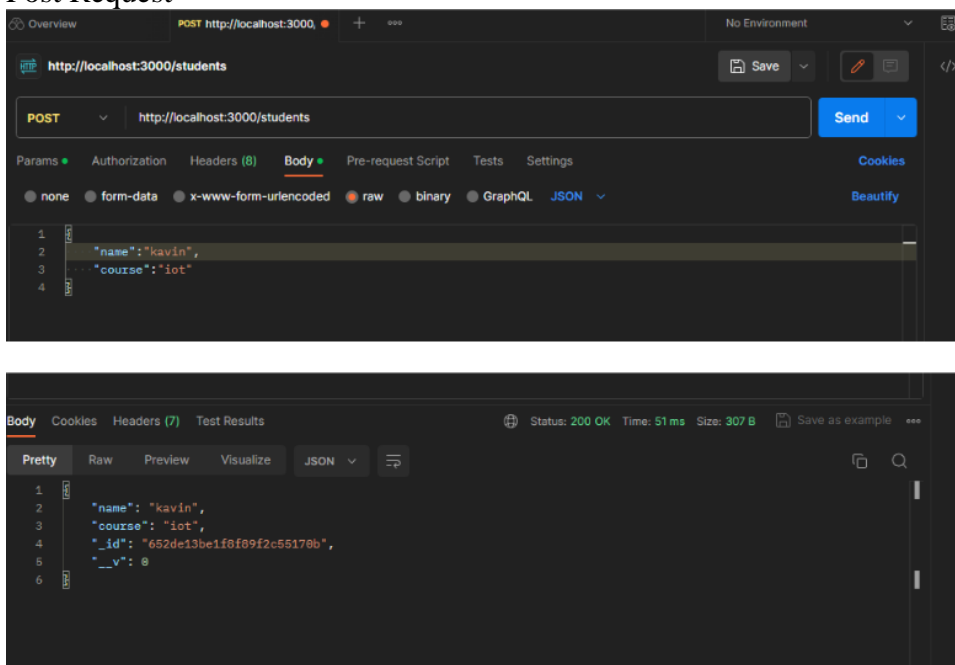 Post Request
Overview POST http://localhost:3000, + ooo No Environment
HTTP http://localhost:3000/students Save </>
POST http://localhost:3000/students Send
Params Authorization Headers (8) Body Pre-request Script Tests Settings Cookies
none form-data x-www-form-urlencoded raw binary GraphQL JSON Beautify
1 {
2 "name":"kavin",
3 "course":"iot"
4 }
Body Cookies Headers (7) Test Results Status: 200 OK Time: 51 ms Size: 307 B Save as example ooo
Pretty Raw Preview Visualize JSON
1 {
2 "name": "kavin",
3 "course": "iot",
4 "_id": "652de13be1f8f89f2c55170b",
5 "__v": 0
6 }